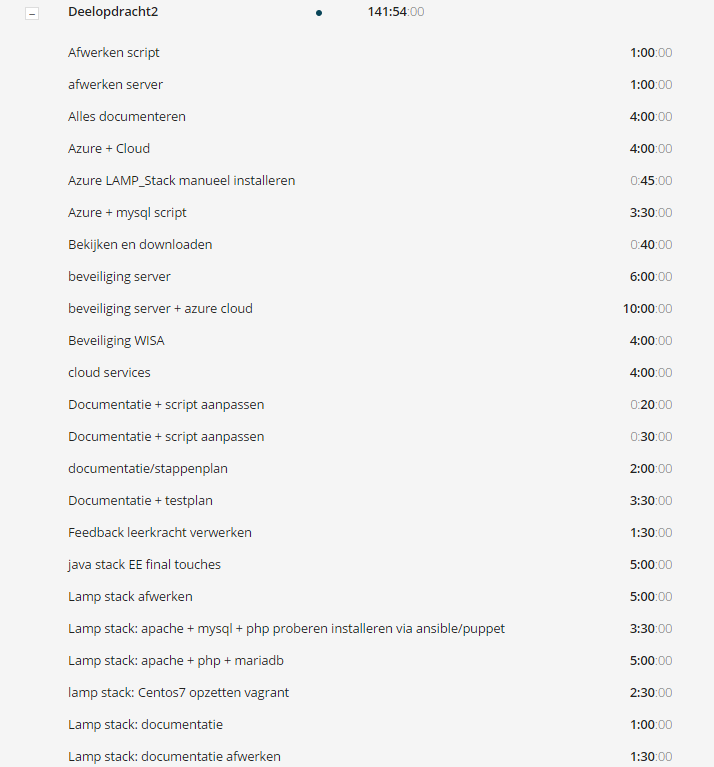 Deelopdracht2 141:54:00
Afwerken script 1:00:00
afwerken server 1:00:00
Alles documenteren 4:00:00
Azure + Cloud 4:00:00
Azure LAMP_Stack manueel installeren 0:45:00
Azure + mysql script 3:30:00
Bekijken en downloaden 0:40:00
beveiliging server 6:00:00
beveiliging server + azure cloud 10:00:00
Beveiliging WISA 4:00:00
cloud services 4:00:00
Documentatie + script aanpassen 0:20:00
Documentatie + script aanpassen 0:30:00
documentatie/stappenplan 2:00:00
Documentatie + testplan 3:30:00
Feedback leerkracht verwerken 1:30:00
java stack EE final touches 5:00:00
Lamp stack afwerken 5:00:00
Lamp stack: apache + mysql + php proberen installeren via ansible/puppet 3:30:00
Lamp stack: apache + php + mariadb 5:00:00
lamp stack: Centos7 opzetten vagrant 2:30:00
Lamp stack: documentatie 1:00:00
Lamp stack: documentatie afwerken 1:30:00